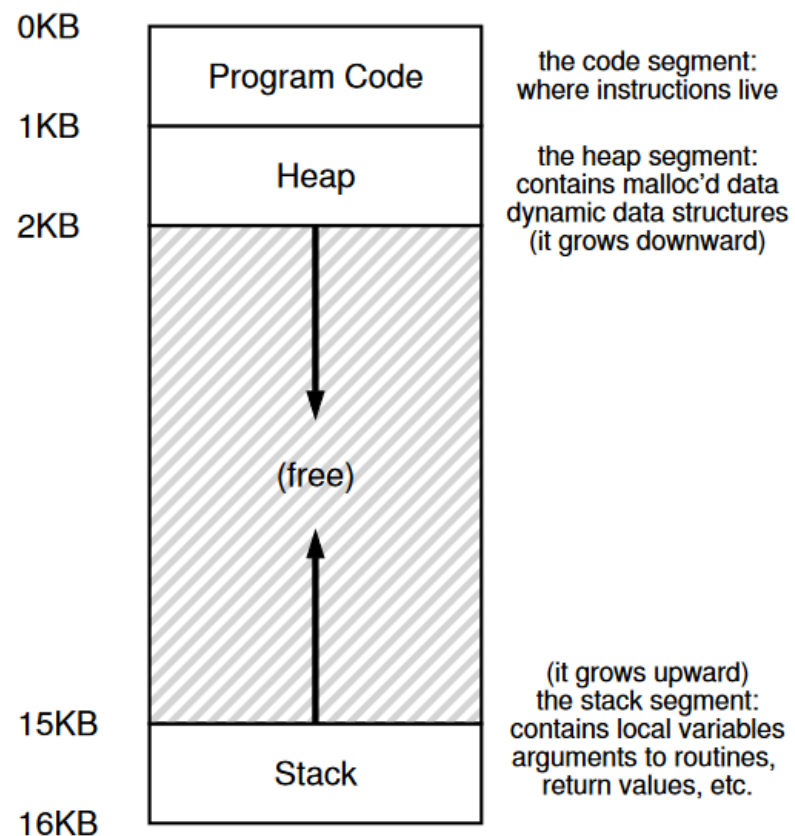 0KB
Program Code
the code segment:
where instructions live
1KB
Heap
the heap segment:
contains malloc’d data
dynamic data structures
(it grows downward)
2KB
(free)
(it grows upward)
the stack segment:
contains local variables
arguments to routines,
return values, etc.
15KB
Stack
16KB